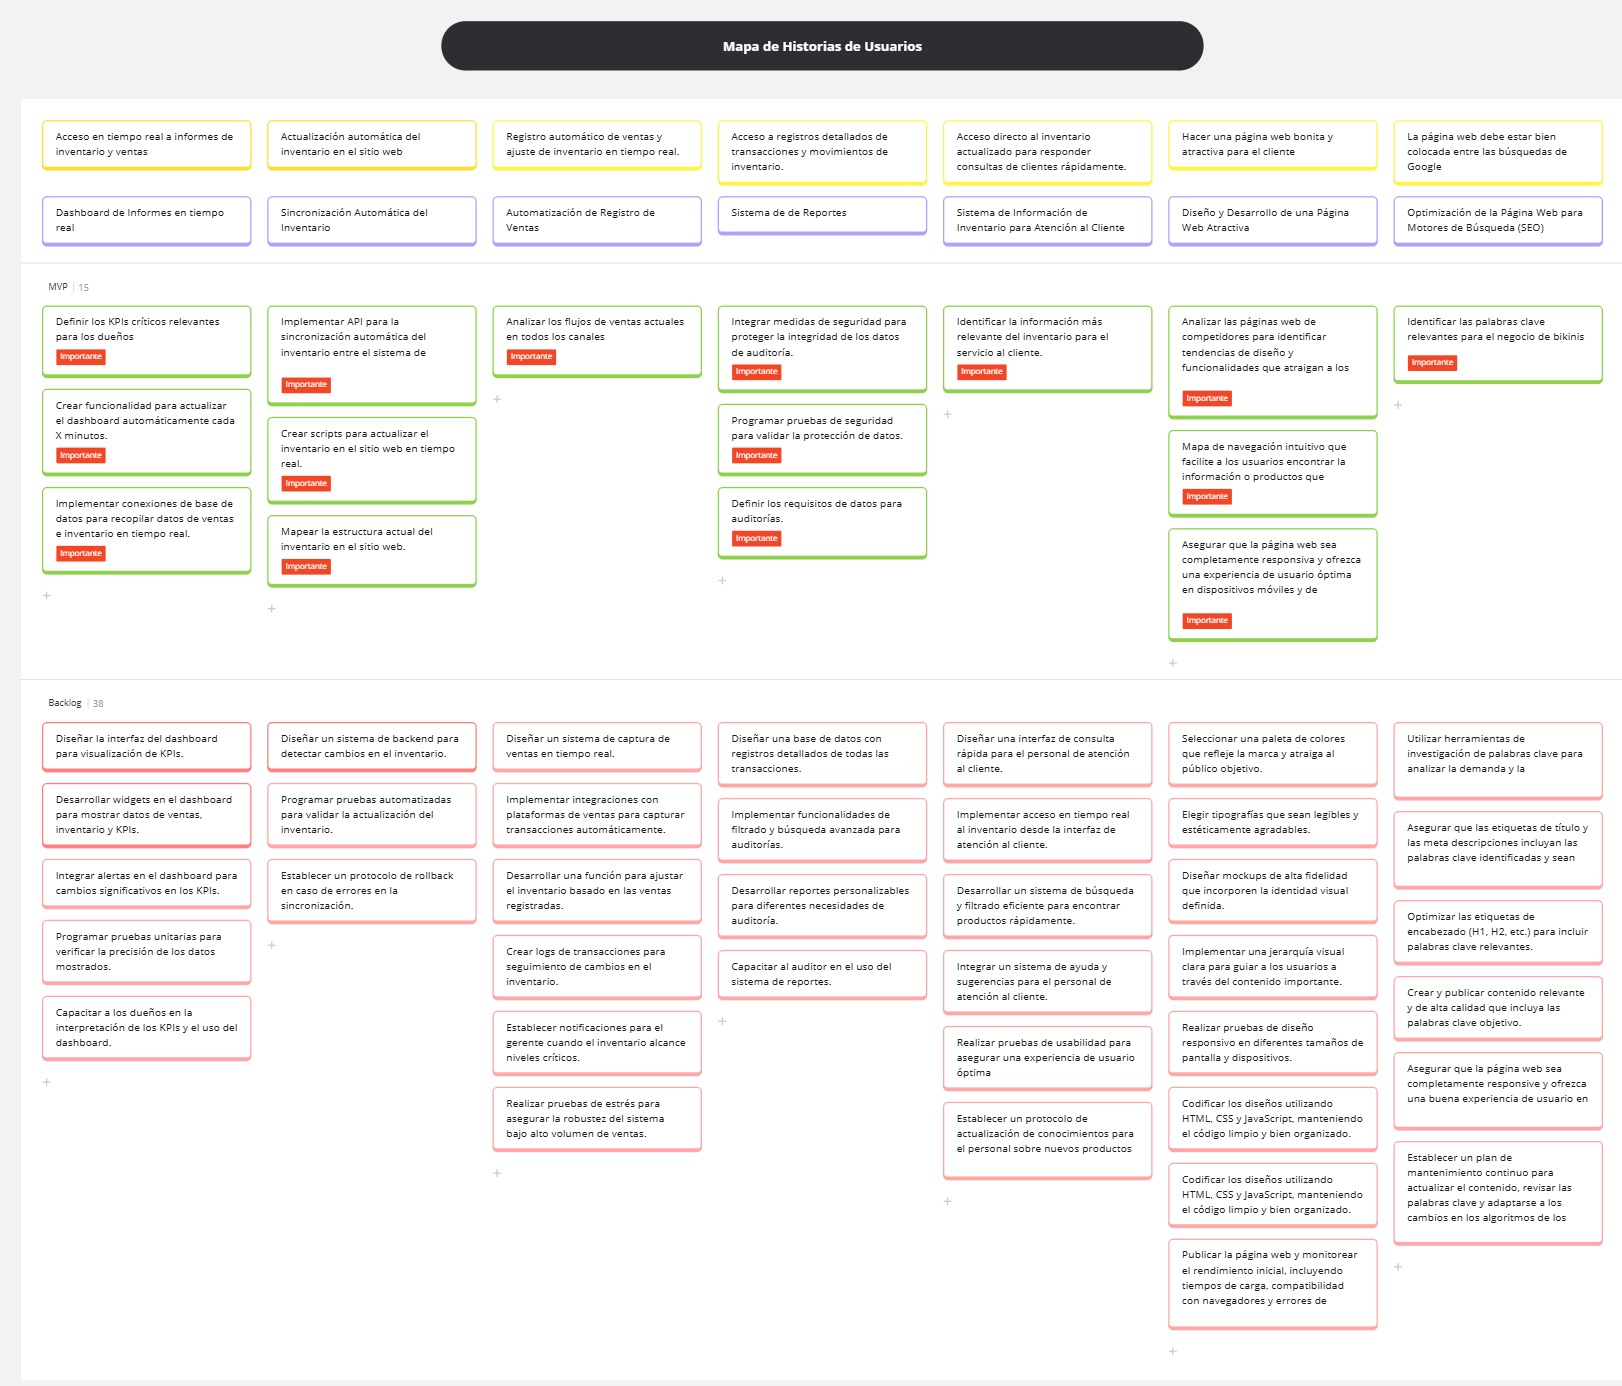 Mapa de Historias de Usuarios
Acceso en tiempo real a informes de
inventario y ventas
Actualización automática del
inventario en el sitio web
Registro automático de ventas y
ajuste de inventario en tiempo real.
Acceso a registros detallados de
transacciones y movimientos de
inventario.
Acceso directo al inventario
actualizado para responder
consultas de clientes rápidamente.
Hacer una página web bonita y
atractiva para el cliente
La página web debe estar bien
colocada entre las búsquedas de
Google
Dashboard de Informes en tiempo
real
Sincronización Automática del
Inventario
Automatización de Registro de
Ventas
Sistema de de Reportes
Sistema de Información de
Inventario para Atención al Cliente
Diseño y Desarrollo de una Página
Web Atractiva
Optimización de la Página Web para
Motores de Búsqueda (SEO)
MVP 15
Definir los KPIs críticos relevantes
para los dueños
Importante
Crear funcionalidad para actualizar
el dashboard automáticamente cada
X minutos.
Importante
Implementar conexiones de base de
datos para recopilar datos de ventas
e inventario en tiempo real.
Importante
+
Implementar API para la
sincronización automática del
inventario entre el sistema de
Importante
Crear scripts para actualizar el
inventario en el sitio web en tiempo
real.
Importante
Mapear la estructura actual del
inventario en el sitio web.
Importante
+
Analizar los flujos de ventas actuales
en todos los canales
Importante
+
Integrar medidas de seguridad para
proteger la integridad de los datos
de auditoría.
Importante
Programar pruebas de seguridad
para validar la protección de datos.
Importante
Definir los requisitos de datos para
auditorías.
Importante
+
Identificar la información más
relevante del inventario para el
servicio al cliente.
Importante
+
Analizar las páginas web de
competidores para identificar
tendencias de diseño y
funcionalidades que atraigan a los
Importante
Mapa de navegación intuitivo que
facilite a los usuarios encontrar la
información o productos que
Importante
Asegurar que la página web sea
completamente responsiva y ofrezca
una experiencia de usuario óptima
en dispositivos móviles y de
Importante
+
Identificar las palabras clave
relevantes para el negocio de bikinis
Importante
+
Backlog 38
Diseñar la interfaz del dashboard
para visualización de KPIs.
Desarrollar widgets en el dashboard
para mostrar datos de ventas,
inventario y KPIs.
Integrar alertas en el dashboard para
cambios significativos en los KPIs.
Programar pruebas unitarias para
verificar la precisión de los datos
mostrados.
Capacitar a los dueños en la
interpretación de los KPIs y el uso del
dashboard.
+
Diseñar un sistema de backend para
detectar cambios en el inventario.
Programar pruebas automatizadas
para validar la actualización del
inventario.
Establecer un protocolo de rollback
en caso de errores en la
sincronización.
+
Diseñar un sistema de captura de
ventas en tiempo real.
Implementar integraciones con
plataformas de ventas para capturar
transacciones automáticamente.
Desarrollar una función para ajustar
el inventario basado en las ventas
registradas.
Crear logs de transacciones para
seguimiento de cambios en el
inventario.
Establecer notificaciones para el
gerente cuando el inventario alcance
niveles críticos.
Realizar pruebas de estrés para
asegurar la robustez del sistema
bajo alto volumen de ventas.
+
Diseñar una base de datos con
registros detallados de todas las
transacciones.
Implementar funcionalidades de
filtrado y búsqueda avanzada para
auditorías.
Desarrollar reportes personalizables
para diferentes necesidades de
auditoría.
Capacitar al auditor en el uso del
sistema de reportes.
+
Diseñar una interfaz de consulta
rápida para el personal de atención
al cliente.
Implementar acceso en tiempo real
al inventario desde la interfaz de
atención al cliente.
Desarrollar un sistema de búsqueda
y filtrado eficiente para encontrar
productos rápidamente.
Integrar un sistema de ayuda y
sugerencias para el personal de
atención al cliente.
Realizar pruebas de usabilidad para
asegurar una experiencia de usuario
óptima
Establecer un protocolo de
actualización de conocimientos para
el personal sobre nuevos productos
+
Seleccionar una paleta de colores
que refleje la marca y atraiga al
público objetivo.
Elegir tipografías que sean legibles y
estéticamente agradables.
Diseñar mockups de alta fidelidad
que incorporen la identidad visual
definida.
Implementar una jerarquía visual
clara para guiar a los usuarios a
través del contenido importante.
Realizar pruebas de diseño
responsivo en diferentes tamaños de
pantalla y dispositivos.
Codificar los diseños utilizando
HTML, CSS y JavaScript, manteniendo
el código limpio y bien organizado.
Codificar los diseños utilizando
HTML, CSS y JavaScript, manteniendo
el código limpio y bien organizado.
Publicar la página web y monitorear
el rendimiento inicial, incluyendo
tiempos de carga, compatibilidad
con navegadores y errores de
+
Utilizar herramientas de
investigación de palabras clave para
analizar la demanda y la
Asegurar que las etiquetas de título y
las meta descripciones incluyan las
palabras clave identificadas y sean
Optimizar las etiquetas de
encabezado (H1, H2, etc.) para incluir
palabras clave relevantes.
Crear y publicar contenido relevante
y de alta calidad que incluya las
palabras clave objetivo.
Asegurar que la página web sea
completamente responsive y ofrezca
una buena experiencia de usuario en
Establecer un plan de
mantenimiento continuo para
actualizar el contenido, revisar las
palabras clave y adaptarse a los
cambios en los algoritmos de los
+